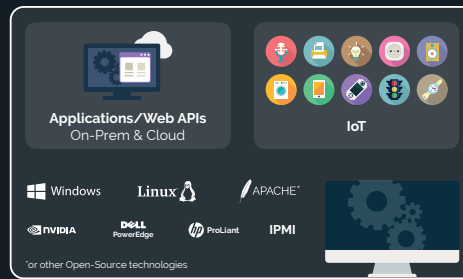 Applications/Web APIs
On-Prem & Cloud
IoT
Windows
Linux
APACHE*
NVIDIA
DELL
PowerEdge
hp ProLiant
IPMI
*or other Open-Source technologies